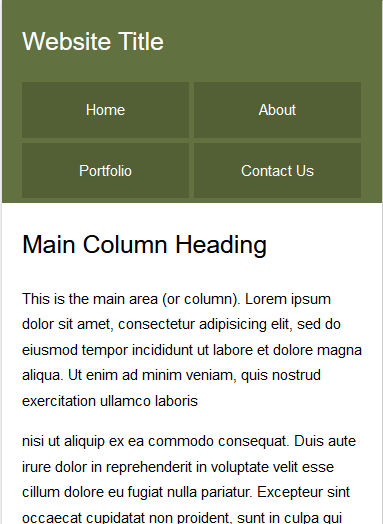 Website Title
Home
About
Portfolio
Contact Us
Main Column Heading
This is the main area (or column). Lorem ipsum
dolor sit amet, consectetur adipisicing elit, sed do
eiusmod tempor incididunt ut labore et dolore magna
aliqua. Ut enim ad minim veniam, quis nostrud
exercitation ullamco laboris
nisi ut aliquip ex ea commodo consequat. Duis aute
irure dolor in reprehenderit in voluptate velit esse
cillum dolore eu fugiat nulla pariatur. Excepteur sint
occaecat cupidatat non proident, sunt in culpa qui